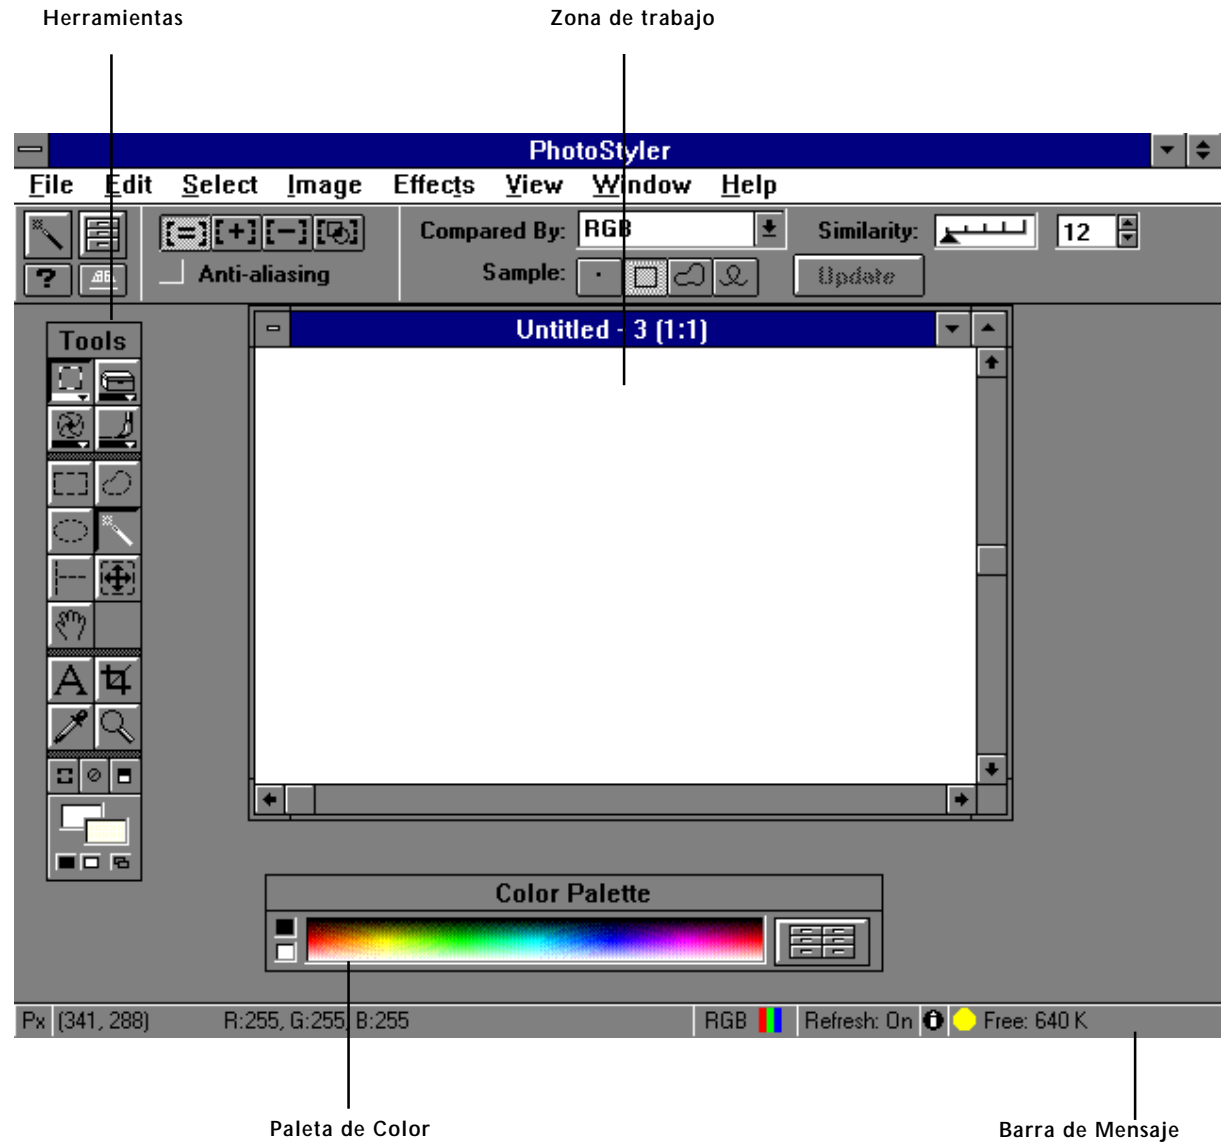 Herramientas
Zona de trabajo
PhotoStyler
File Edit Select Image Effects View Window Help
Compared By: RGB Similarity: 12
? ABC Anti-aliasing Sample: Update
Tools
Untitled - 3 (1:1)
A
Color Palette
Px (341, 288) R:255, G:255, B:255 RGB Refresh: On Free: 640 K
Paleta de Color
Barra de Mensaje